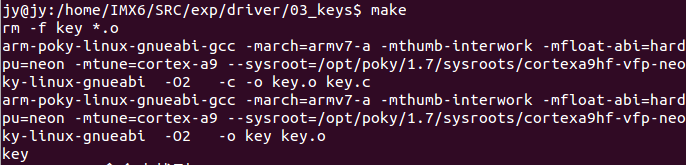 jy@jy:/home/IMX6/SRC/exp/driver/03_keys$ make
rm -f key *.o
arm-poky-linux-gnueabi-gcc -march=armv7-a -mthumb-interwork -mfloat-abi=hard
pu=neon -mtune=cortex-a9 --sysroot=/opt/poky/1.7/sysroots/cortexa9hf-vfp-neo
ky-linux-gnueabi  -O2   -c -o key.o key.c
arm-poky-linux-gnueabi-gcc -march=armv7-a -mthumb-interwork -mfloat-abi=hard
pu=neon -mtune=cortex-a9 --sysroot=/opt/poky/1.7/sysroots/cortexa9hf-vfp-neo
ky-linux-gnueabi  -O2   -o key key.o
key